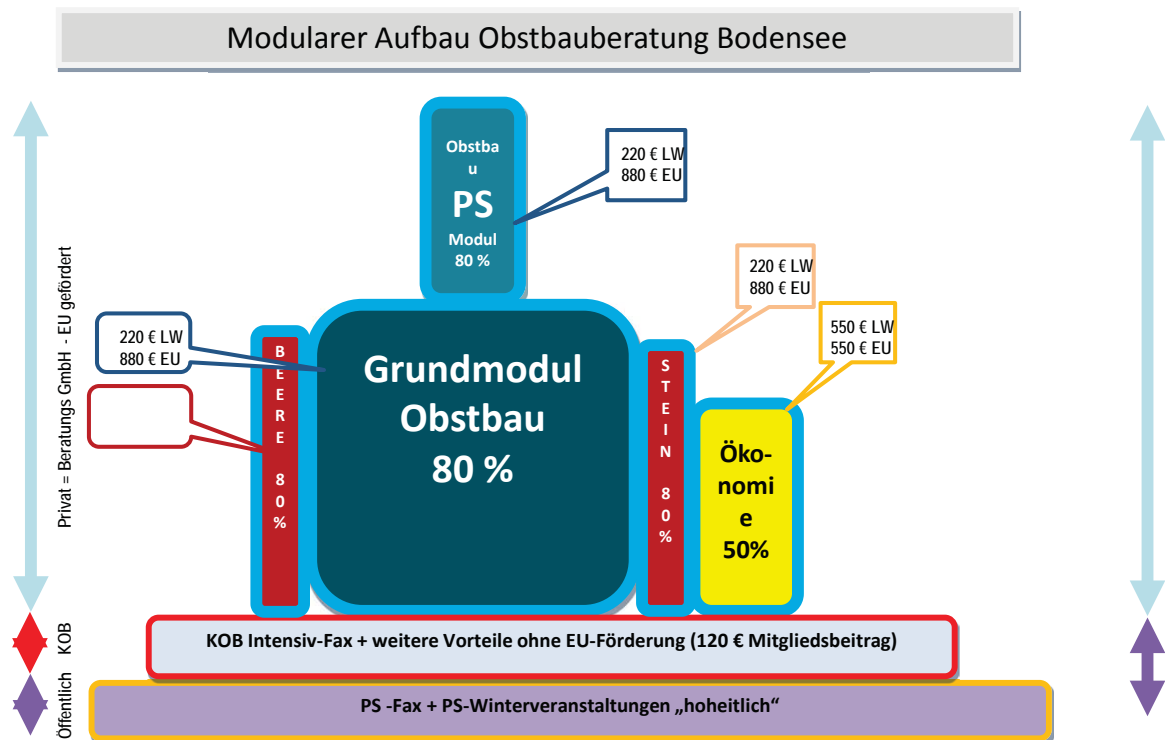 Modularer Aufbau Obstbauberatung Bodensee
Obstba
u
PS
Modul
80 %
220 € LW
880 € EU
220 € LW
880 € EU
550 € LW
550 € EU
220 € LW
880 € EU
Privat = Beratungs GmbH - EU gefördert
B
E
E
R
E
8
0
%
Grundmodul
Obstbau
80 %
S
T
E
I
N
8
0
%
Öko-
nomi
e
50%
KOB
KOB Intensiv-Fax + weitere Vorteile ohne EU-Förderung (120 € Mitgliedsbeitrag)
Öffentlich
PS -Fax + PS-Winterveranstaltungen „hoheitlich“